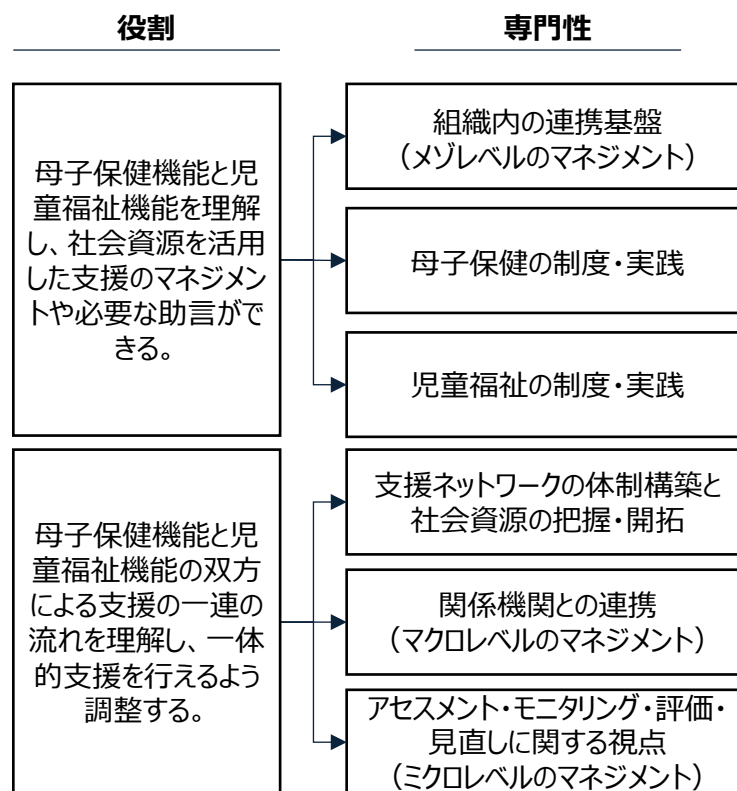 役割
専門性
母子保健機能と児
童福祉機能を理解
し、社会資源を活用
した支援のマネジメン
トや必要な助言がで
きる。
組織内の連携基盤
（メゾレベルのマネジメント）
母子保健の制度・実践
児童福祉の制度・実践
母子保健機能と児
童福祉機能の双方
による支援の一連の
流れを理解し、一体
的支援を行えるよう
調整する。
支援ネットワークの体制構築と
社会資源の把握・開拓
関係機関との連携
（マクロレベルのマネジメント）
アセスメント・モニタリング・評価・
見直しに関する視点
（ミクロレベルのマネジメント）